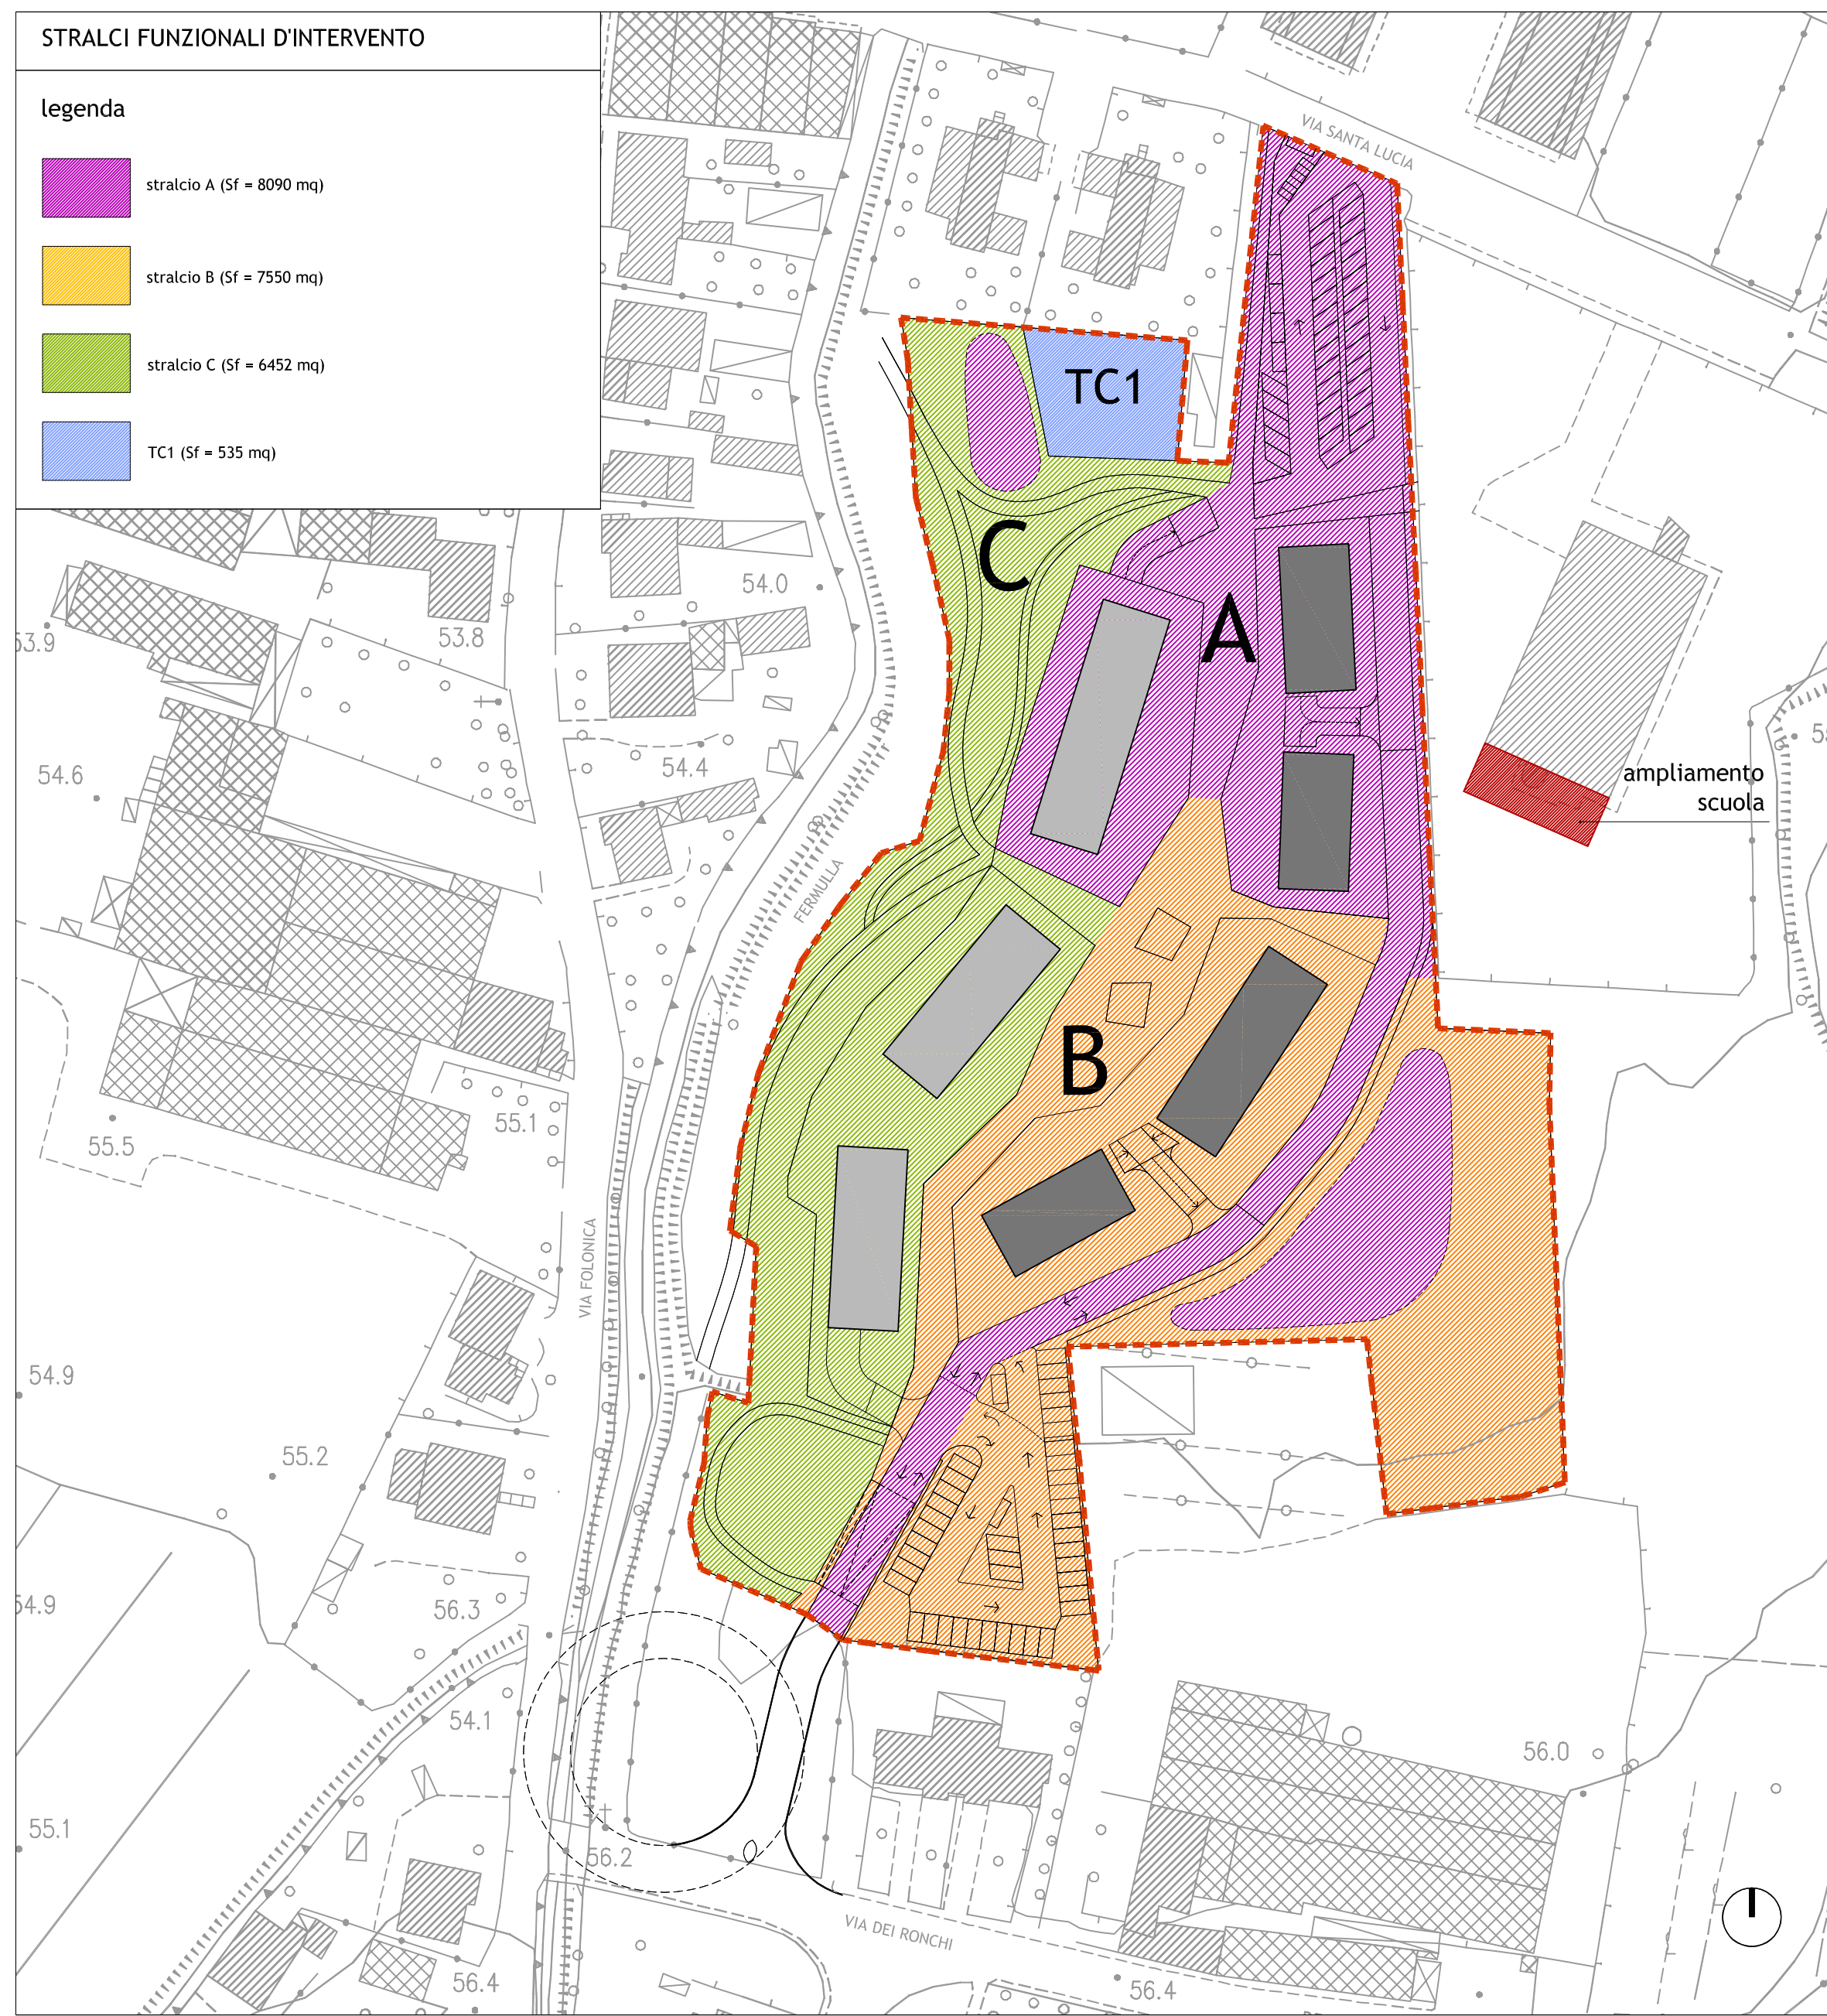 STRALCI FUNZIONALI D'INTERVENTO
legenda
stralcio A (Sf = 8090 mq)
stralcio B (Sf = 7550 mq)
stralcio C (Sf = 6452 mq)
TC1 (Sf = 535 mq)
VIA SANTA LUCIA
TC1
C
A
B
ampliamento
scuola
54.0
53.8
53.9
54.6
54.4
FERMULLA
55.1
55.5
VIA FOLONICA
54.9
55.2
54.9
56.3
54.1
55.1
56.2
56.0
VIA DEI RONCHI
56.4
56.4